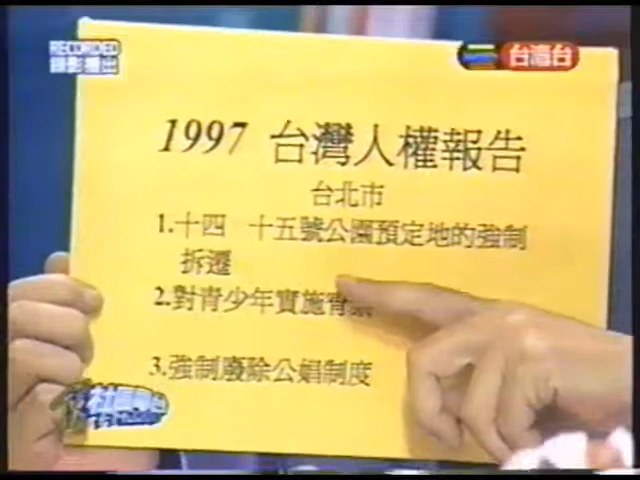 RECORDED
錄影播出
台灣台
1997 台灣人權報告
台北市
1.十四 十五號公園預定地的強制
拆遷
2.對青少年實施宵禁
3.強制廢除公娼制度